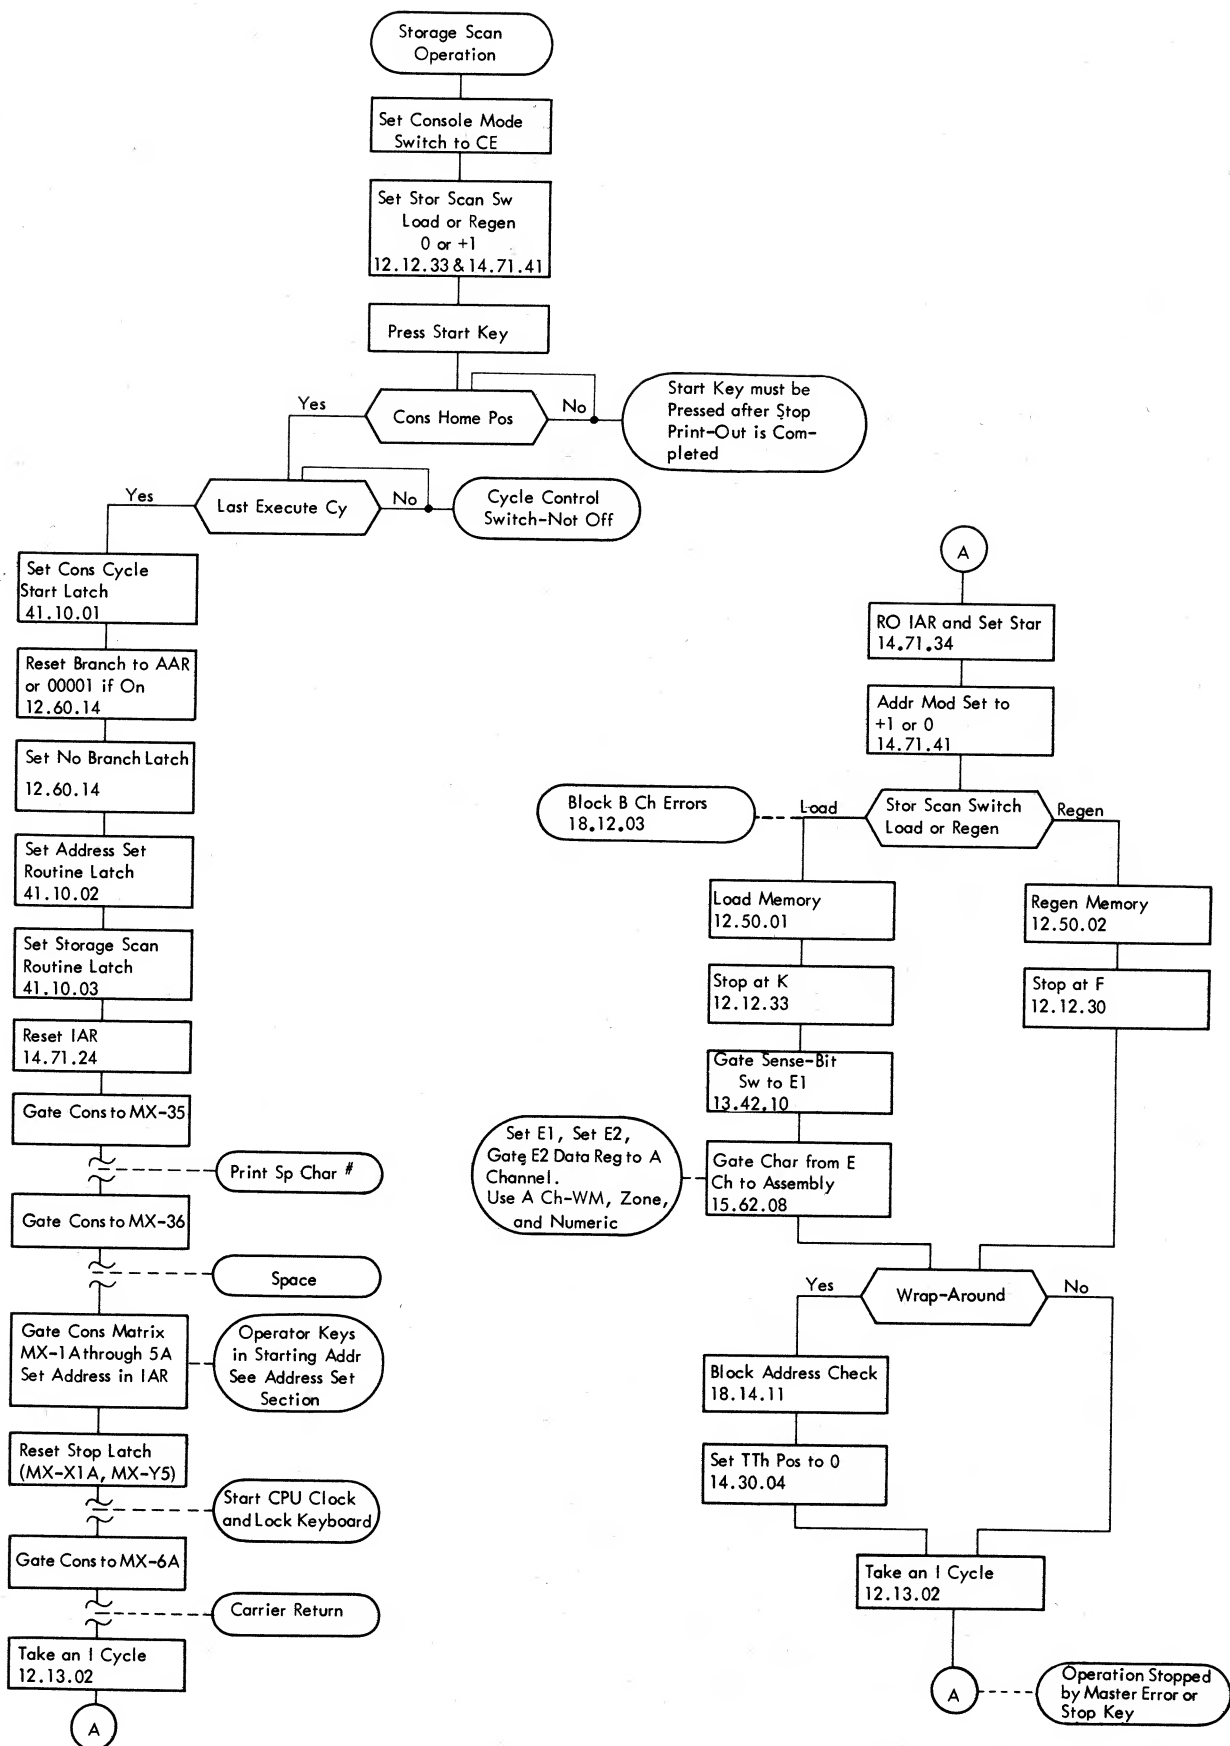 Storage Scan
Operation
Set Console Mode
Switch to CE
Set Stor Scan Sw
Load or Regen
0 or +1
12.12.33 & 14.71.41
Press Start Key
Cons Home Pos
Yes
No
Start Key must be
Pressed after Stop
Print-Out is Com-
pleted
Last Execute Cy
Yes
No
Cycle Control
Switch-Not Off
Set Cons Cycle
Start Latch
41.10.01
Reset Branch to AAR
or 00001 if On
12.60.14
Set No Branch Latch
12.60.14
Set Address Set
Routine Latch
41.10.02
Set Storage Scan
Routine Latch
41.10.03
Reset IAR
14.71.24
Gate Cons to MX-35
Print Sp Char #
Gate Cons to MX-36
Space
Gate Cons Matrix
MX-1A through 5A
Set Address in IAR
Operator Keys
in Starting Addr
See Address Set
Section
Reset Stop Latch
(MX-X1A, MX-Y5)
Start CPU Clock
and Lock Keyboard
Gate Cons to MX-6A
Carrier Return
Take an I Cycle
12.13.02
A
A
RO IAR and Set Star
14.71.34
Addr Mod Set to
+1 or 0
14.71.41
Stor Scan Switch
Load or Regen
Load
Regen
Block B Ch Errors
18.12.03
Load Memory
12.50.01
Stop at K
12.12.33
Gate Sense-Bit
Sw to E1
13.42.10
Set E1, Set E2,
Gate E2 Data Reg to A
Channel.
Use A Ch-WM, Zone,
and Numeric
Gate Char from E
Ch to Assembly
15.62.08
Regen Memory
12.50.02
Stop at F
12.12.30
Wrap-Around
Yes
No
Block Address Check
18.14.11
Set TTh Pos to 0
14.30.04
Take an I Cycle
12.13.02
A
Operation Stopped
by Master Error or
Stop Key